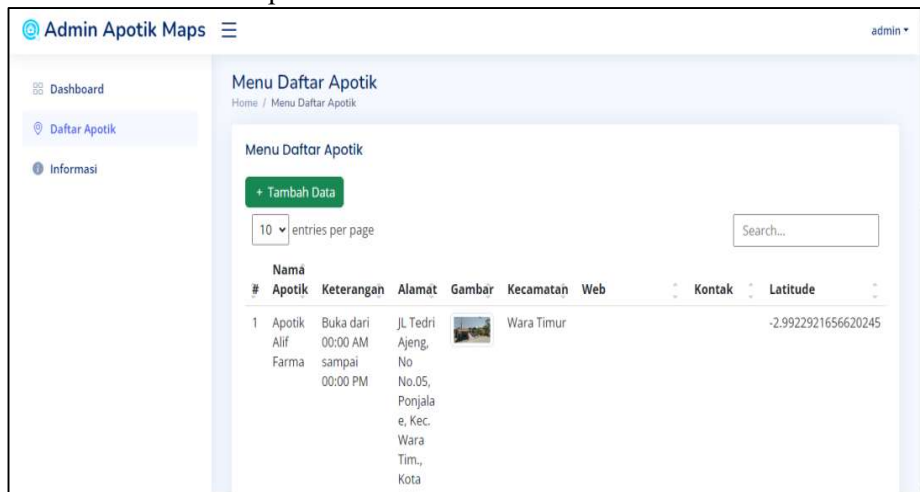 Admin Apotik Maps
admin
Dashboard
Daftar Apotik
Informasi
Menu Daftar Apotik
Home / Menu Daftar Apotik
Menu Daftar Apotik
+ Tambah Data
10 entries per page
Search...
# Nama Apotik Keterangan Alamat Gambar Kecamatan Web Kontak Latitude
1 Apotik Buka dari JL Tedri Wara Timur -2.9922921656620245
Alif 00:00 AM Ajeng,
Farma sampai No
00:00 PM No.05,
Ponjala
e, Kec.
Wara
Tim.,
Kota